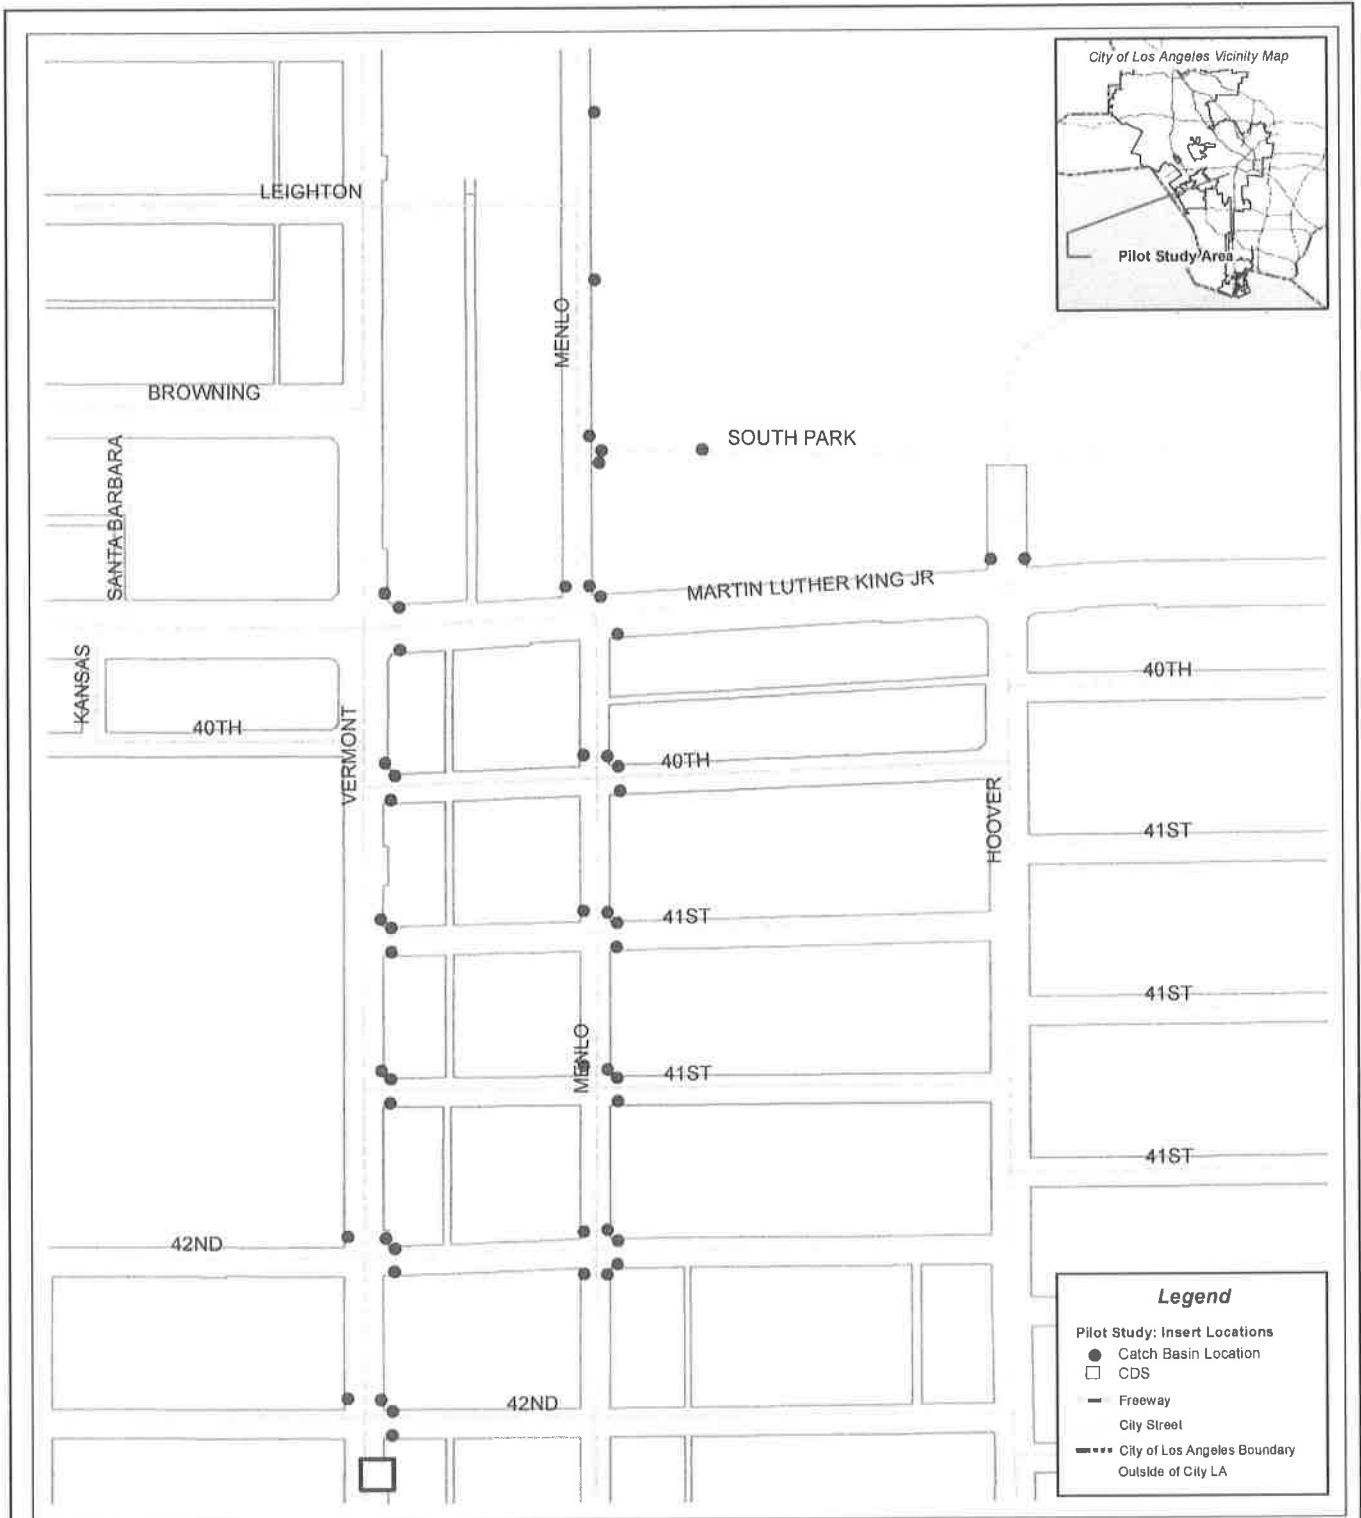 City of Los Angeles Vicinity Map
Pilot Study Area
LEIGHTON
MENLO
BROWNING
SOUTH PARK
SANTA BARBARA
MARTIN LUTHER KING JR
KANSAS
40TH
40TH
VERMONT
40TH
HOOVER
41ST
41ST
41ST
MENLO
41ST
41ST
42ND
42ND
Legend
Pilot Study: Insert Locations
Catch Basin Location
CDS
Freeway
City Street
City of Los Angeles Boundary
Outside of City LA